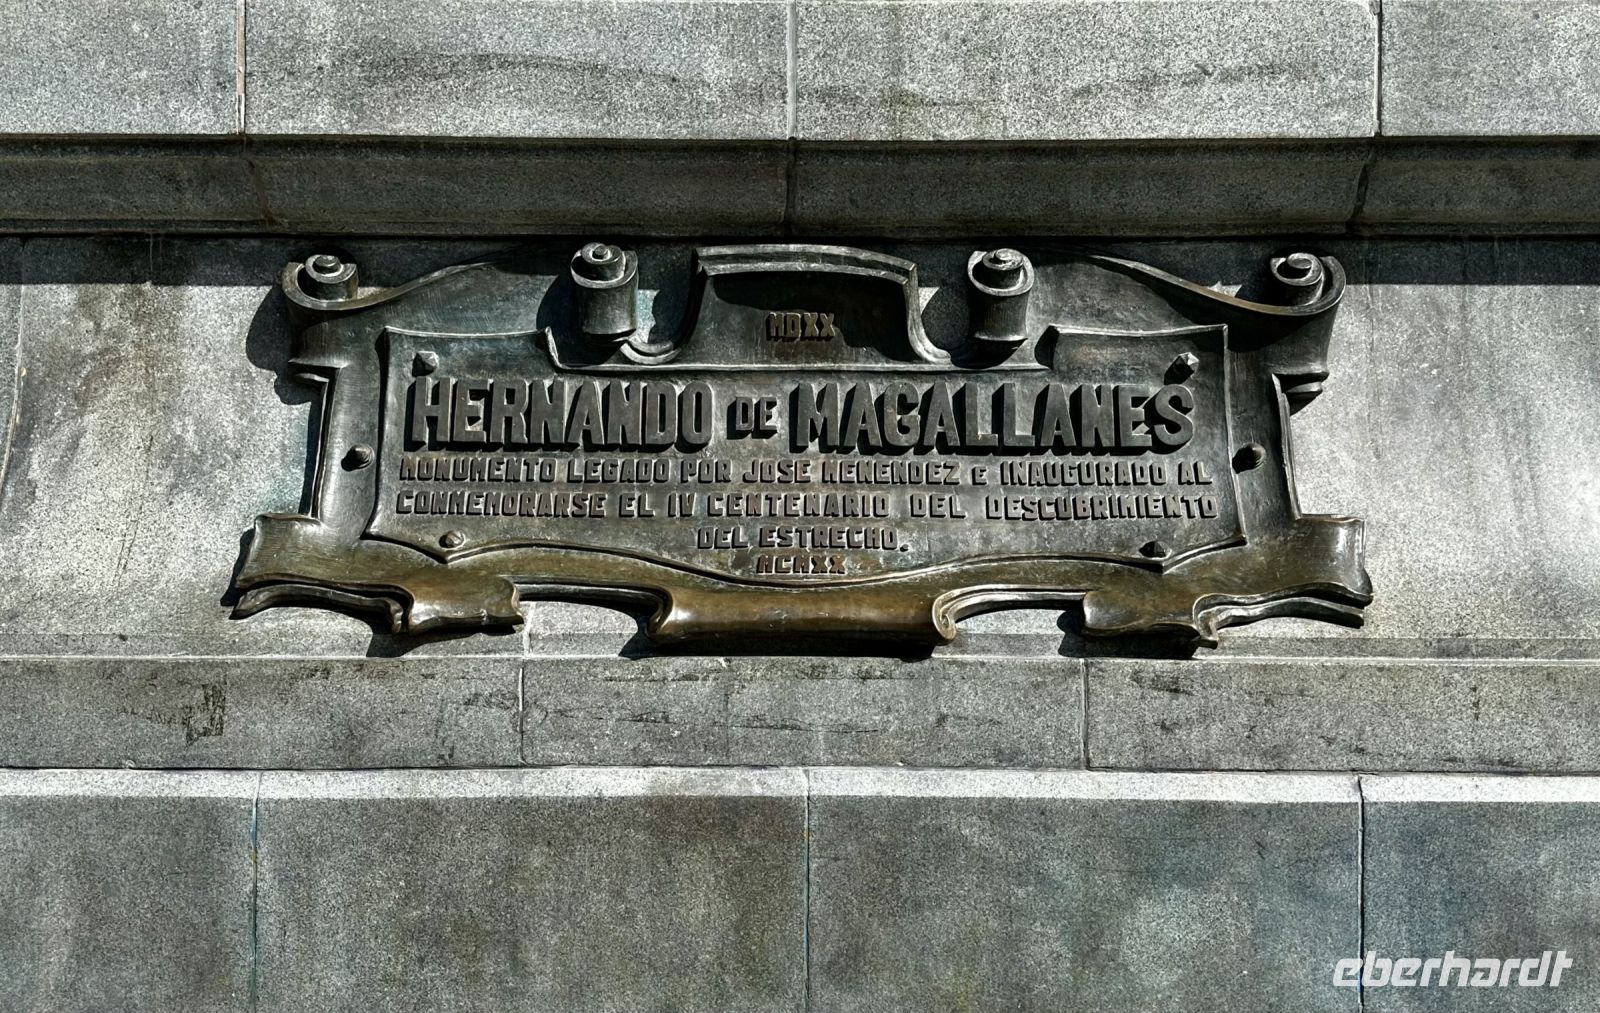 MDXX
HERNANDO DE MAGALLANES
MONUMENTO LEGADO POR JOSE MENENDEZ E INAUGURADO AL
CONMEMORARSE EL IV CENTENARIO DEL DESCUBRIMIENTO
DEL ESTRECHO.
MCMXX
eberhardt